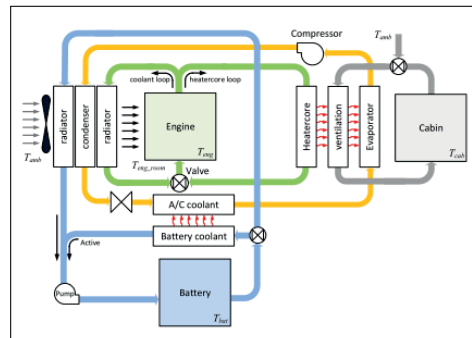 Compressor
T_amb
coolant loop
heatercore loop
radiator
condenser
radiator
Engine
T_eng
Heatercore
ventilation
Evaporator
Cabin
T_cab
T_amb
T_eng_room
Valve
A/C coolant
Battery coolant
Active
Pump
Battery
T_bat